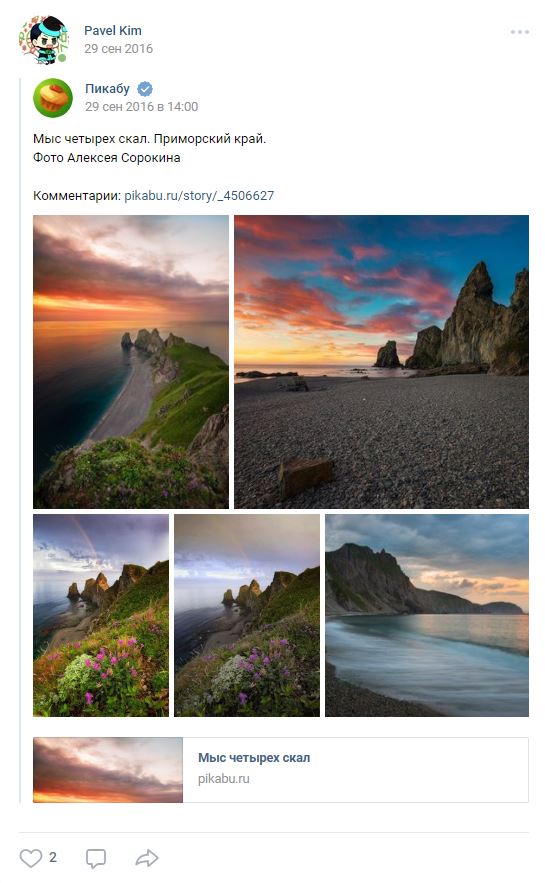 Pavel Kim
29 сен 2016
Пикабу
29 сен 2016 в 14:00
Мыс четырех скал. Приморский край.
Фото Алексея Сорокина
Комментарии: pikabu.ru/story/_4506627
Мыс четырех скал
pikabu.ru
2